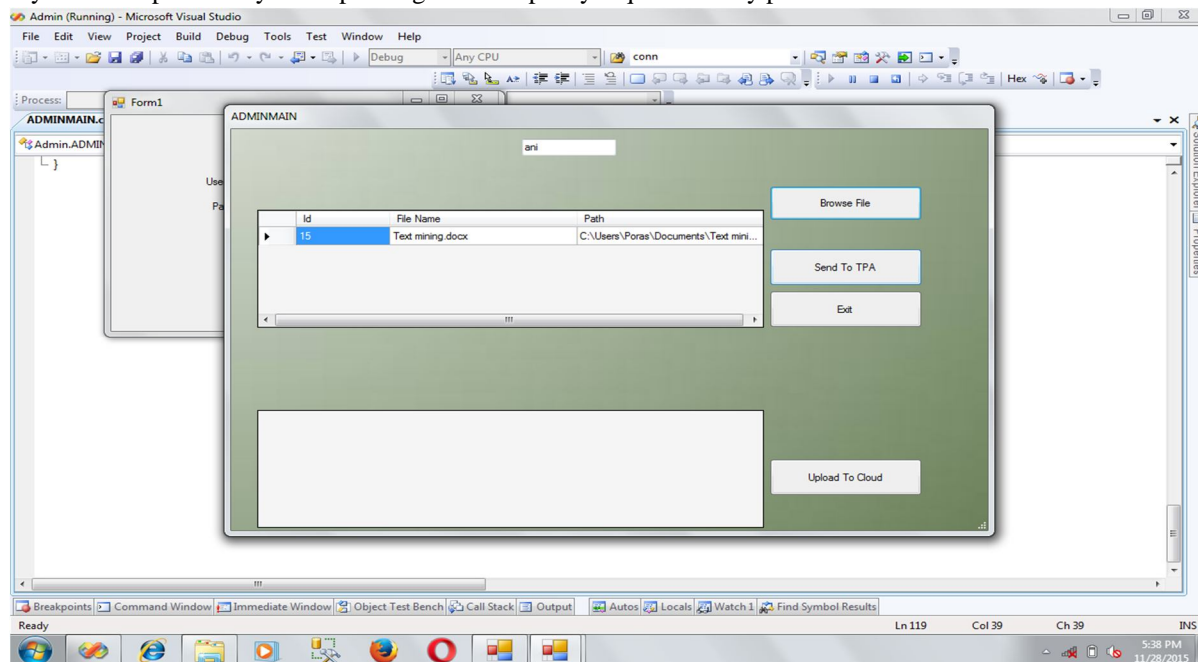 Admin (Running) - Microsoft Visual Studio
File Edit View Project Build Debug Tools Test Window Help
Debug Any CPU conn
Hex
Process:
Form1
ADMINMAIN.c
ADMINMAIN
Admin.ADMIN
}
ani
Use
Pa
Id File Name Path
15 Text mining.docx C:\Users\Poras\Documents\Text mini...
Browse File
Send To TPA
Exit
Upload To Cloud
Solution Explorer
Properties
Breakpoints Command Window Immediate Window Object Test Bench Call Stack Output Autos Locals Watch 1 Find Symbol Results
Ready Ln 119 Col 39 Ch 39 INS
5:38 PM
11/28/2015